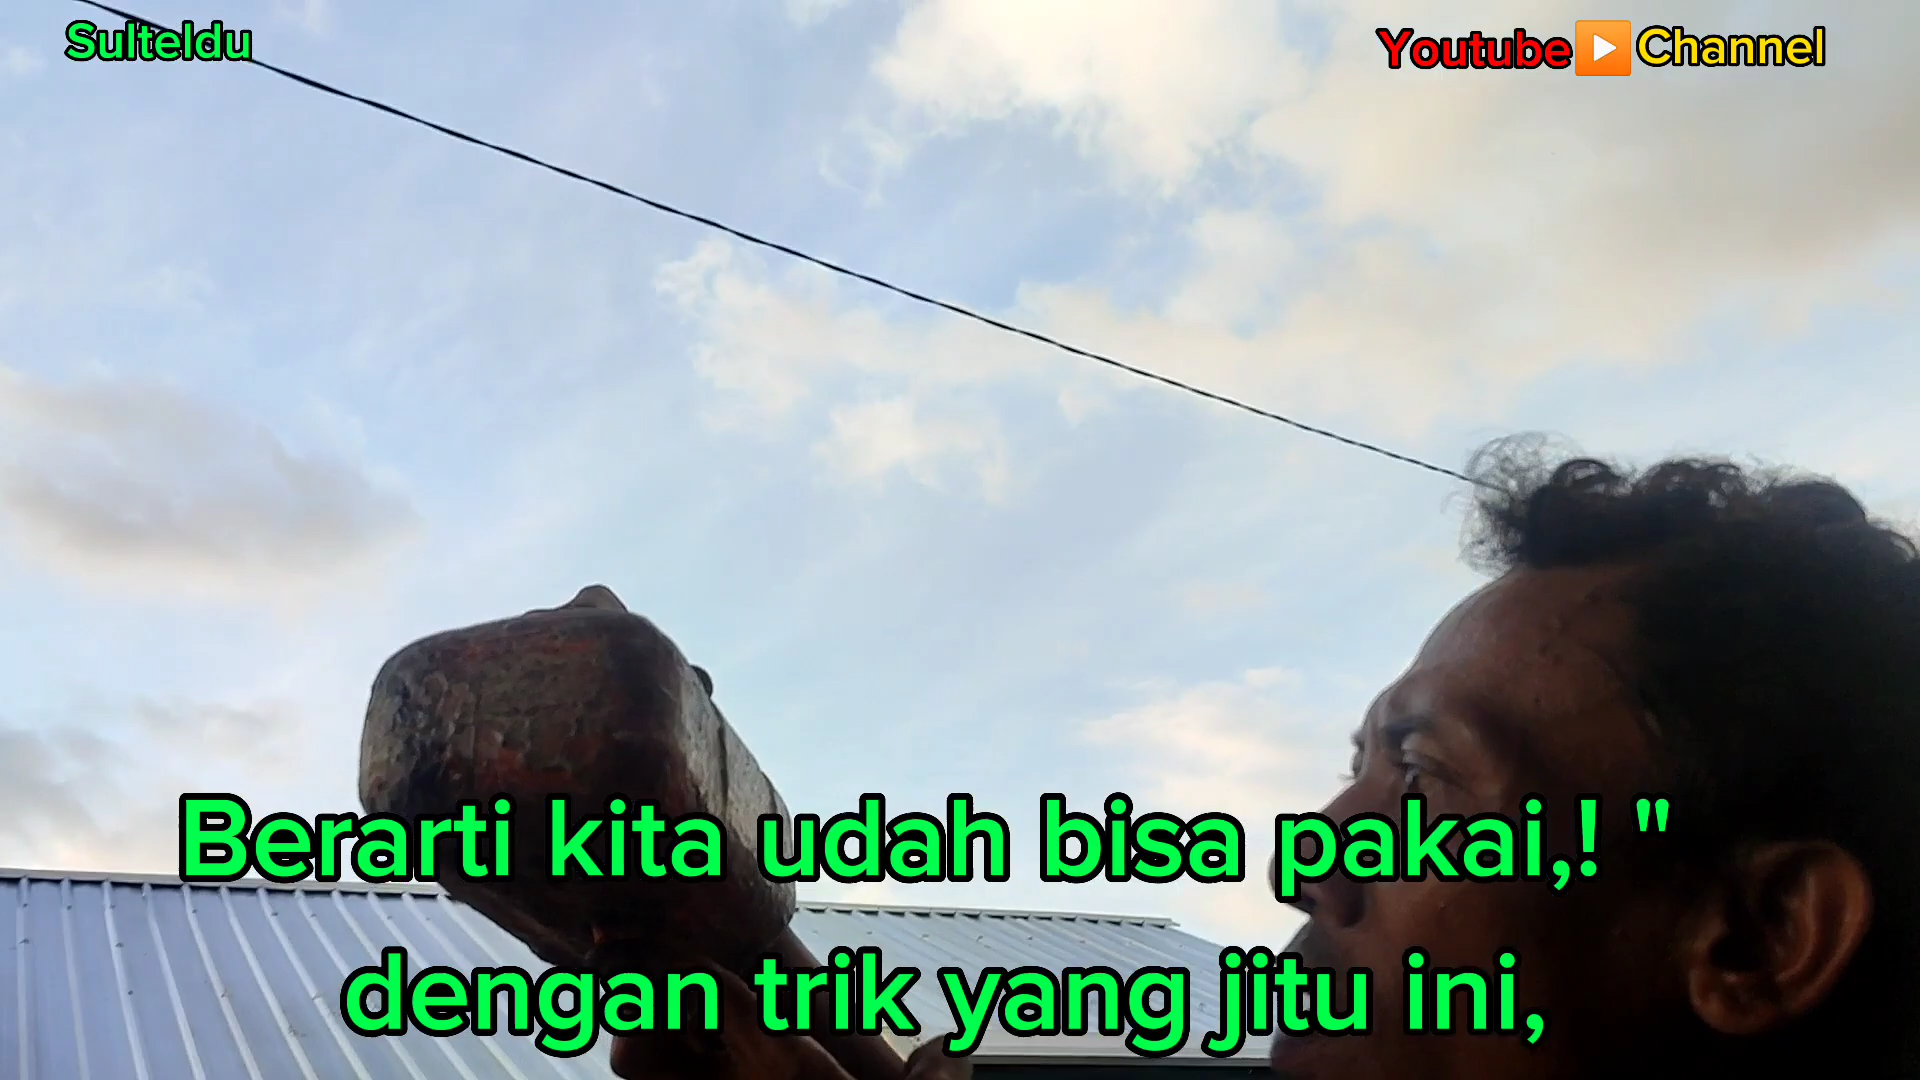 Sulteldu
Youtube▶️Channel
Berarti kita udah bisa pakai,! "
dengan trik yang jitu ini,